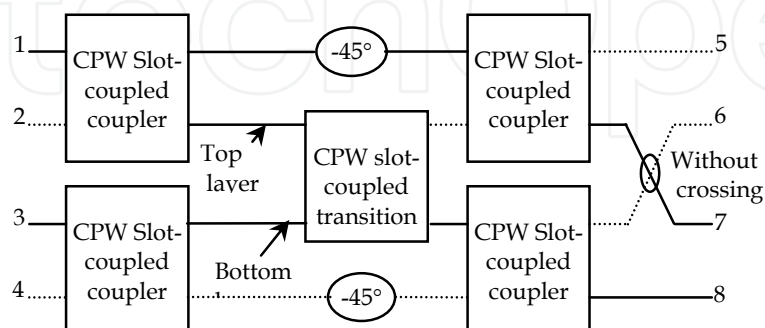 1
CPW Slot-
coupled
coupler
-45°
CPW Slot-
coupled
coupler
5
2
6
Top
laver
CPW slot-
coupled
transition
Without
crossing
3
CPW Slot-
coupled
coupler
CPW Slot-
coupled
coupler
7
Bottom
4
-45°
8